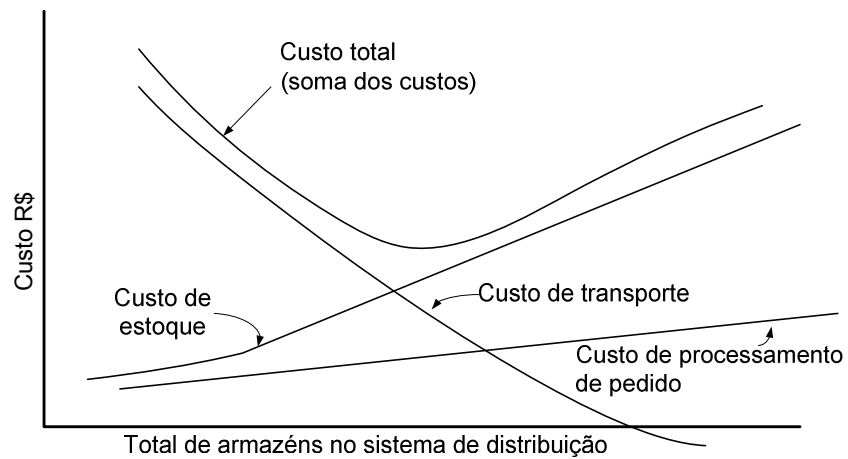 Custo total
(soma dos custos)
Custo R$
Custo de
estoque
Custo de transporte
Custo de processamento
de pedido
Total de armazéns no sistema de distribuição